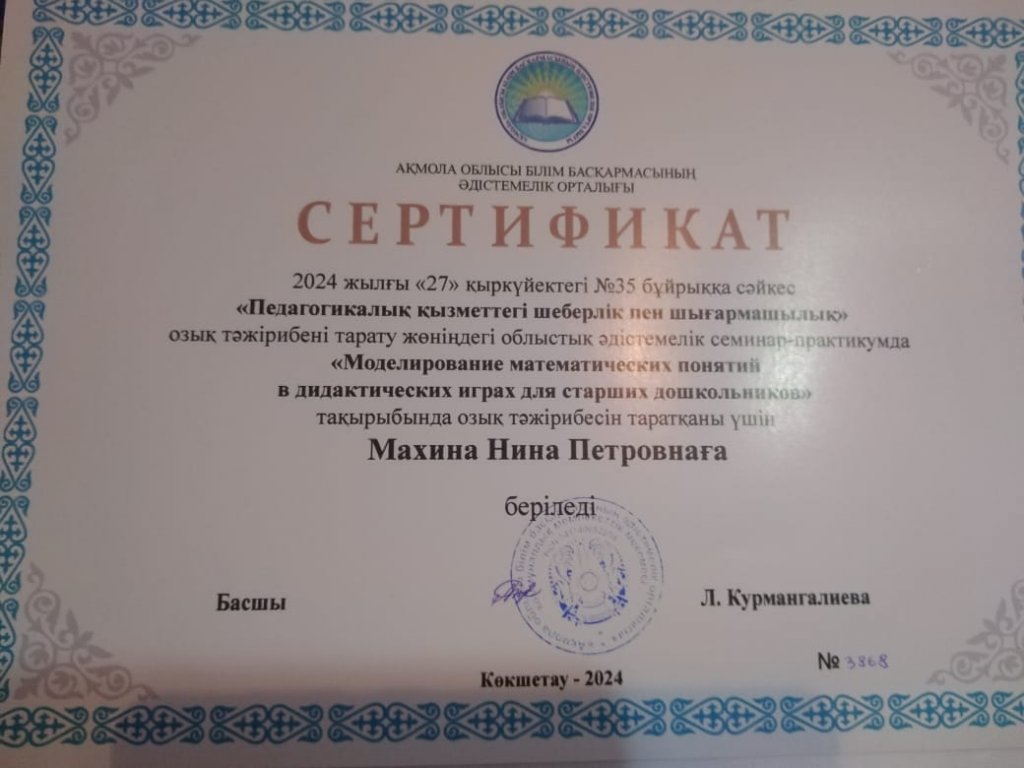 АҚМОЛА ОБЛЫСЫ БІЛІМ БАСҚАРМАСЫНЫҢ
ӘДІСТЕМЕЛІК ОРТАЛЫҒЫ
СЕРТИФИКАТ
2024 жылғы «27» қыркүйектегі №35 бұйрыққа сәйкес
«Педагогикалық қызметтегі шеберлік пен шығармашылық»
озық тәжірибені тарату жөніндегі облыстық әдістемелік семинар-практикумда
«Моделирование математических понятий
в дидактических играх для старших дошкольников»
тақырыбында озық тәжірибесін таратқаны үшін
Махина Нина Петровнаға
беріледі
Басшы
Л. Курмангалиева
№ 3868
Көкшетау - 2024